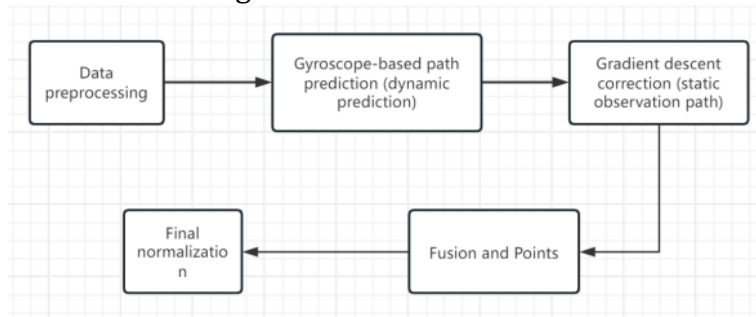 Data
preprocessing
Gyroscope-based path
prediction (dynamic
prediction)
Gradient descent
correction (static
observation path)
Fusion and Points
Final
normalizatio
n